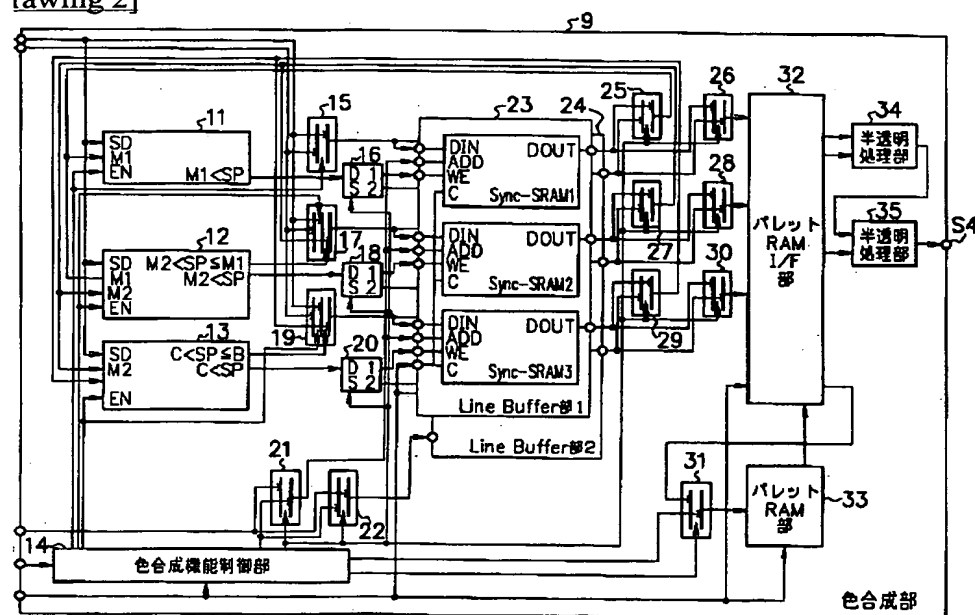 rawing 2]
9
11
SD
M1
EN
M1<SP
12
SD
M1
M2
EN
M2<SP≦M1
M2<SP
13
SD
M2
EN
C<SP≦B
C<SP
14
色合成機能制御部
15
16
D 1
S 2
17
18
D 1
S 2
19
20
D 1
S 2
21
22
23
24
DIN
ADD
WE
C
DOUT
Sync-SRAM1
DIN
ADD
WE
C
DOUT
Sync-SRAM2
DIN
ADD
WE
C
DOUT
Sync-SRAM3
Line Buffer部1
Line Buffer部2
25
26
27
28
29
30
31
32
パレット
RAM
I/F
部
33
パレット
RAM
部
34
半透明
処理部
35
半透明
処理部
S4
色合成部